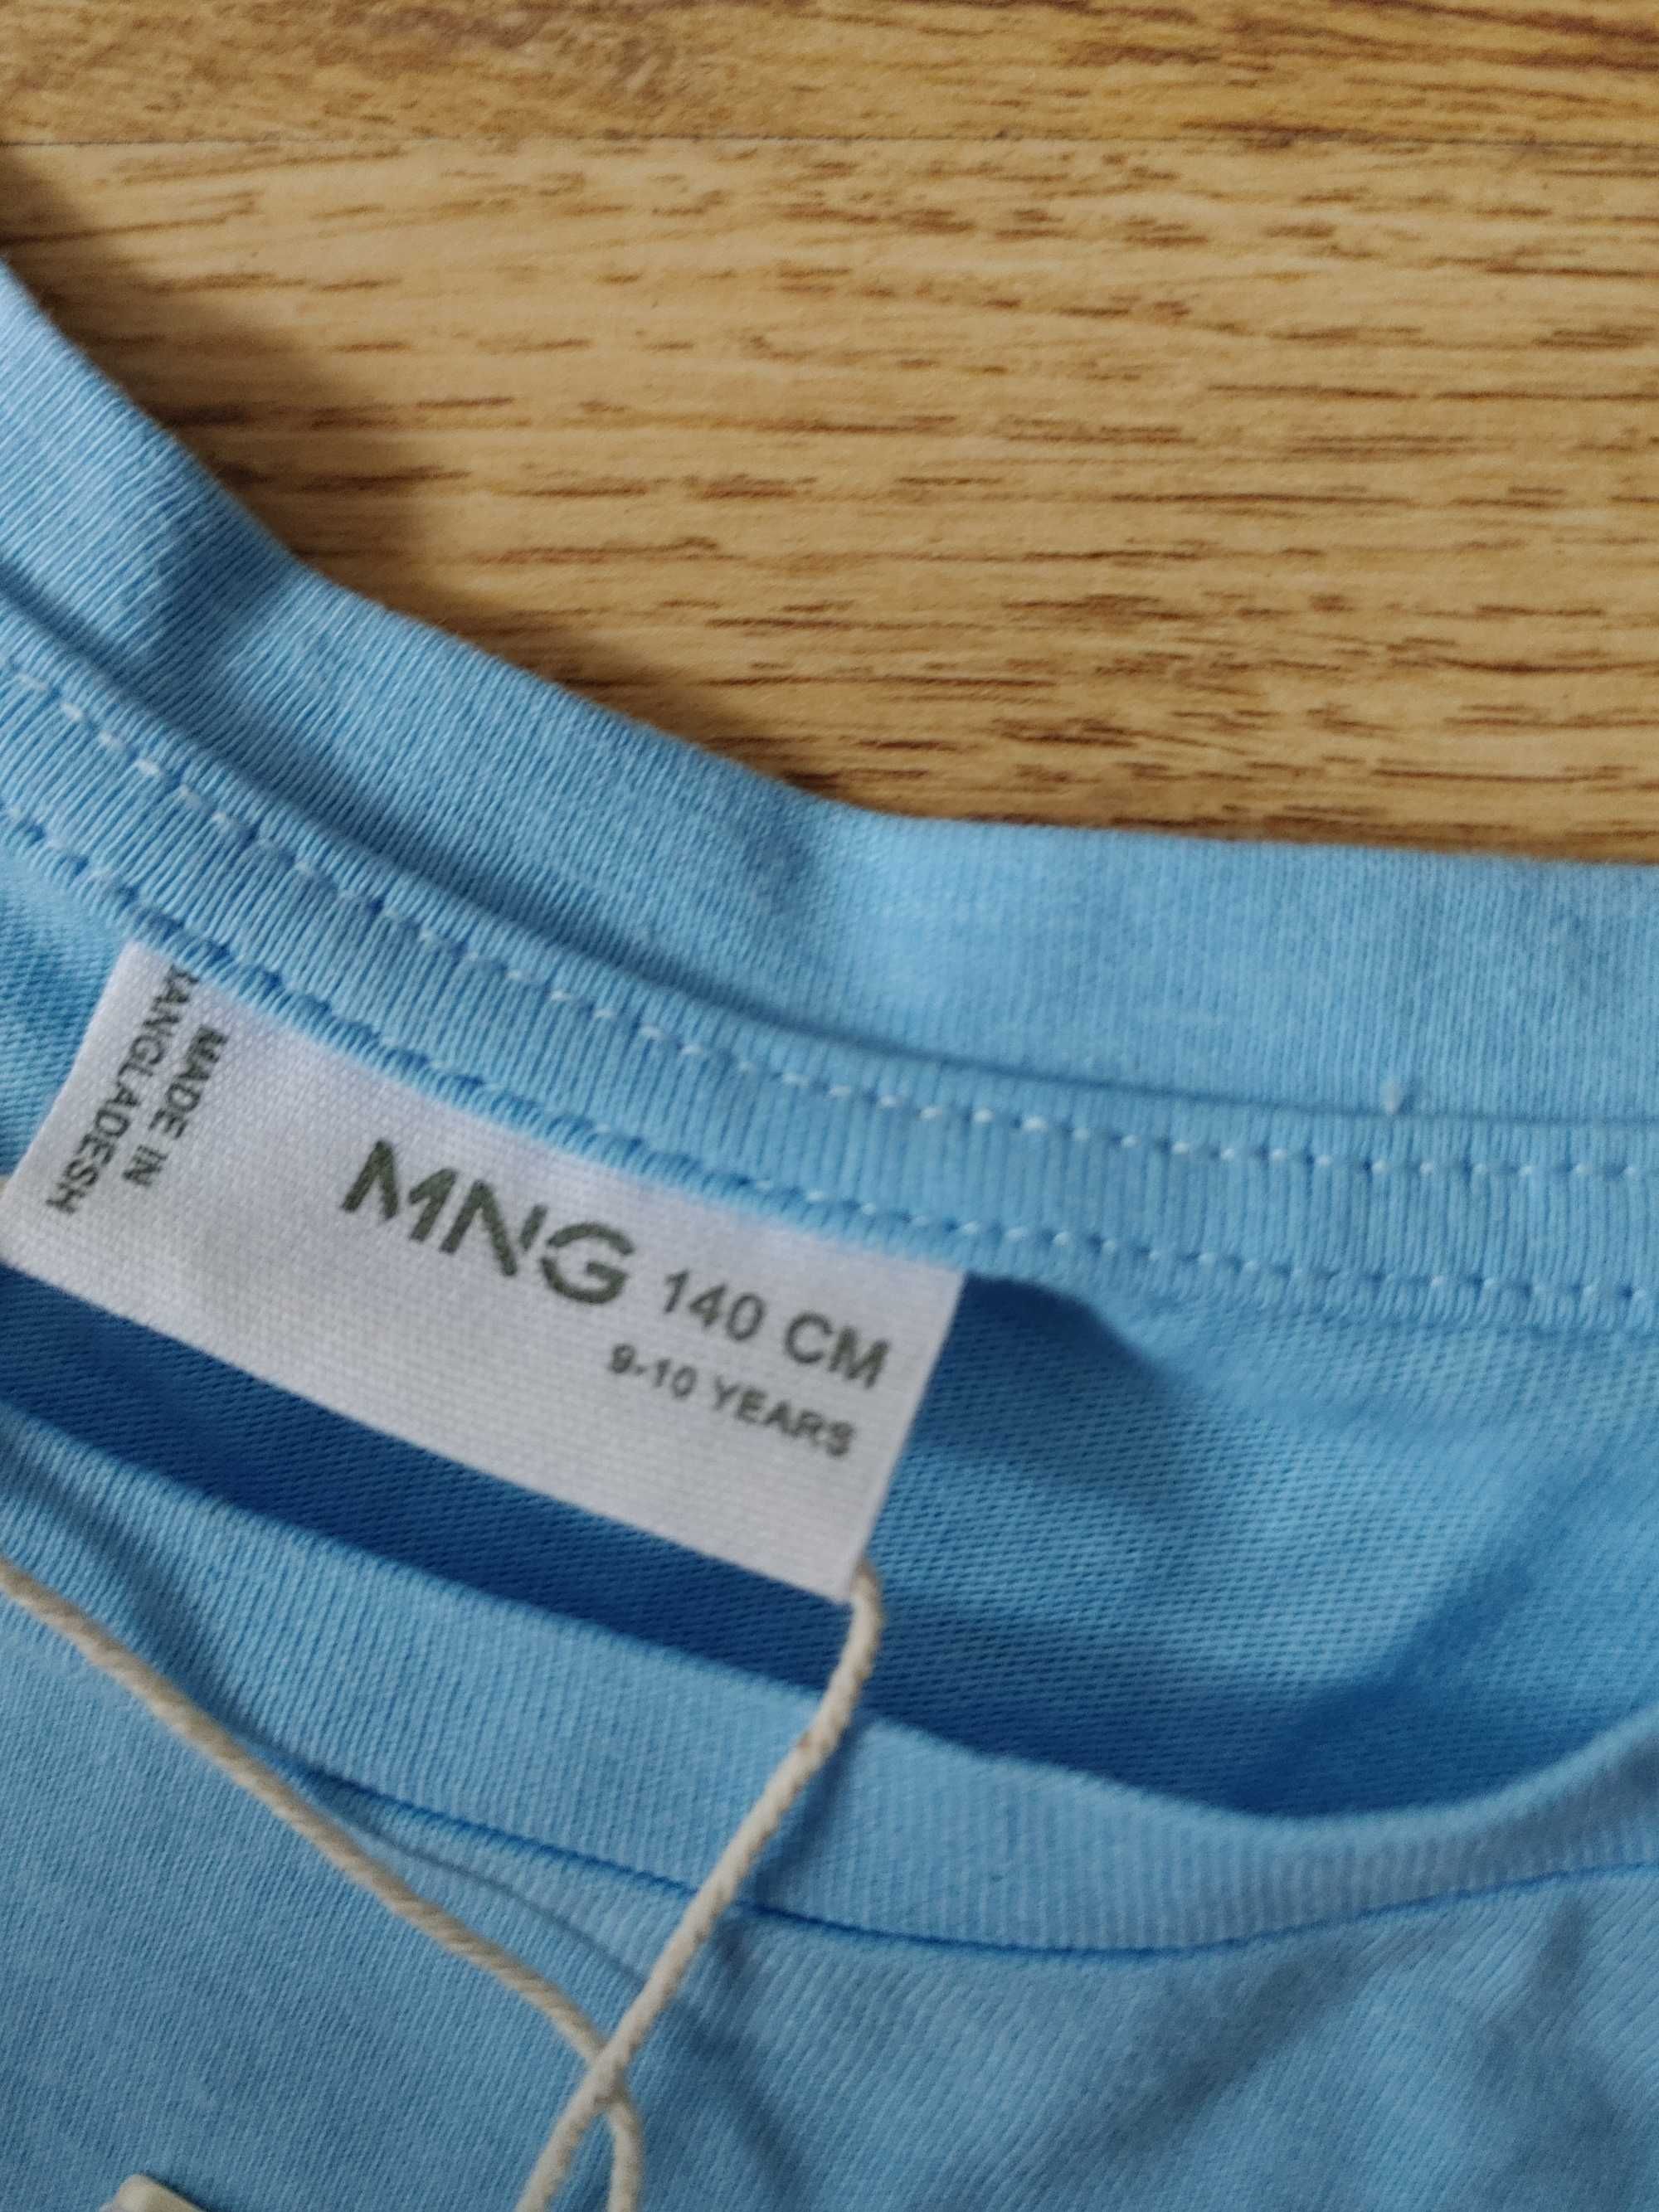 MADE IN
BANGLADESH
MNG 140 CM
9-10 YEARS